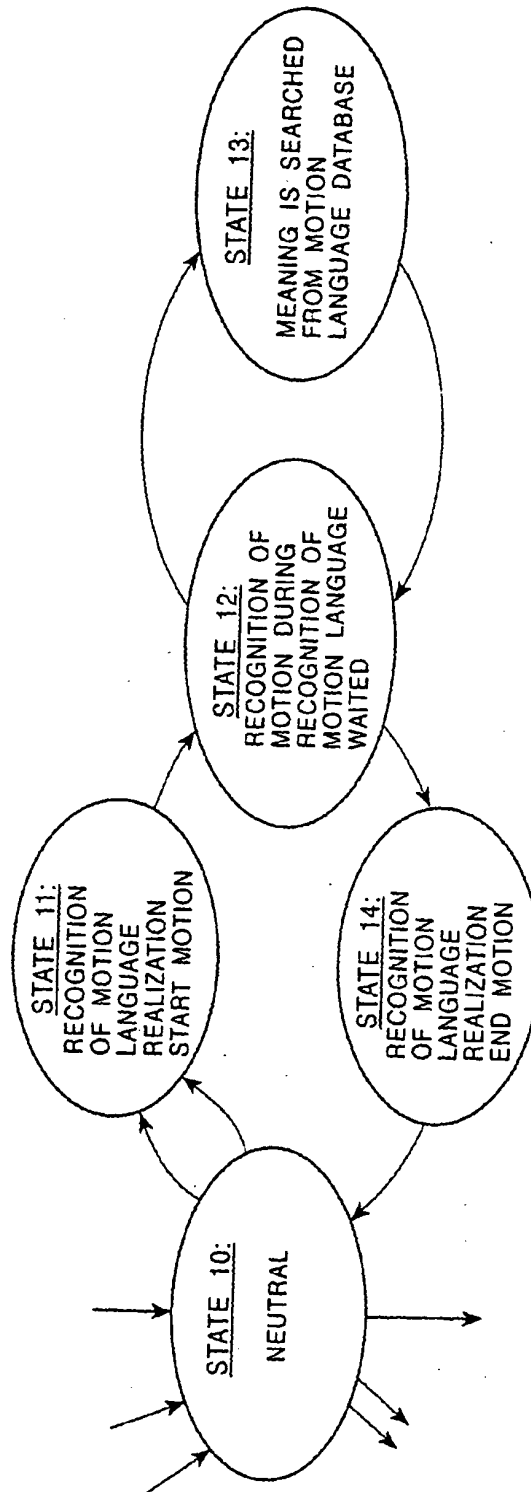 STATE 10:
NEUTRAL
STATE 11:
RECOGNITION
OF MOTION
LANGUAGE
REALIZATION
START MOTION
STATE 12:
RECOGNITION OF
MOTION DURING
RECOGNITION OF
MOTION LANGUAGE
WAITED
STATE 13:
MEANING IS SEARCHED
FROM MOTION
LANGUAGE DATABASE
STATE 14:
RECOGNITION
OF MOTION
LANGUAGE
REALIZATION
END MOTION